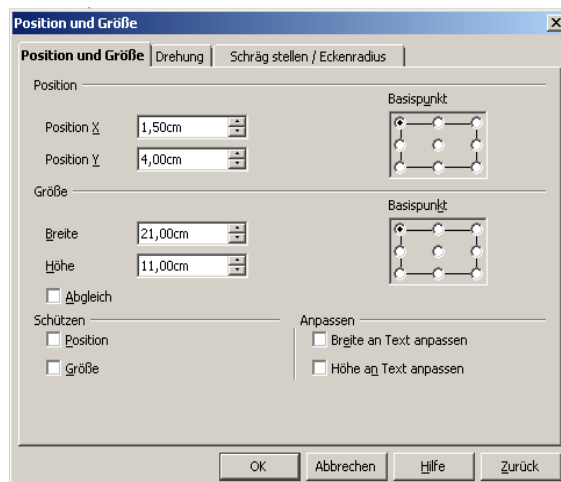 Position und Größe
Position und Größe Drehung Schräg stellen / Eckenradius
Position
Basispunkt
Position X 1,50cm
Position Y 4,00cm
Größe
Basispunkt
Breite 21,00cm
Höhe 11,00cm
Abgleich
Schützen Anpassen
Position Breite an Text anpassen
Größe Höhe an Text anpassen
OK Abbrechen Hilfe Zurück